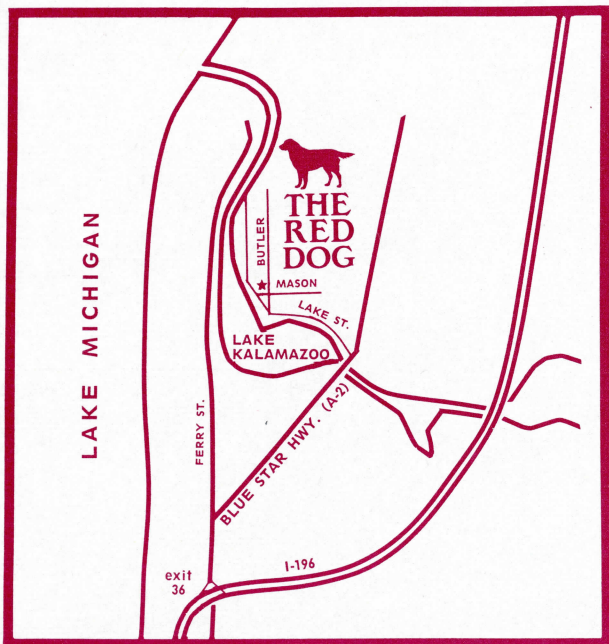 THE
RED
DOG
BUTLER
MASON
LAKE ST.
LAKE
KALAMAZOO
LAKE MICHIGAN
FERRY ST.
BLUE STAR HWY. (A-2)
I-196
exit
36